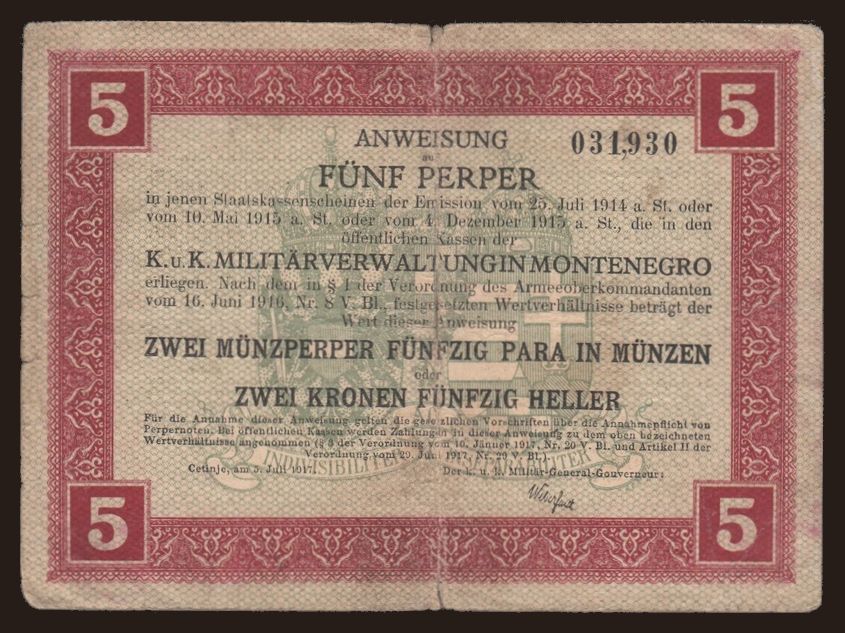 5 5
ANWEISUNG 031,930
au
FÜNF PERPER
in jenen Staatskassenscheinen der Emission vom 25. Juli 1914 a. St. oder
vom 10. Mai 1915 a. St. oder vom 4. Dezember 1915 a. St., die in den
öffentlichen Kassen der
K.u.K. MILITÄRVERWALTUNG IN MONTENEGRO
erliegen. Nach dem in § 1 der Verordnung des Armeeoberkommandanten
vom 16. Juni 1916, Nr. 8 V. Bl., festgesetzten Wertverhältnisse beträgt der
Wert dieser Anweisung
ZWEI MÜNZPERPER FÜNFZIG PARA IN MÜNZEN
oder
ZWEI KRONEN FÜNFZIG HELLER
Für die Annahme dieser Anweisung gelten die gesetzlichen Vorschriften über die Annahmepflicht von
Perpernoten. Bei öffentlichen Kassen werden Zahlungen in dieser Anweisung zu dem oben bezeichneten
Wertverhältnisse angenommen (§ 3 der Verordnung vom 10. Jänner 1917, Nr. 20 V. Bl. und Artikel II der
Verordnung vom 29. Juni 1917, Nr. 29 V. Bl.).
INDIVISIBILITER
Cetinje, am 5. Juli 1917. Der k. u. k. Militär-General-Gouverneur:
5 5